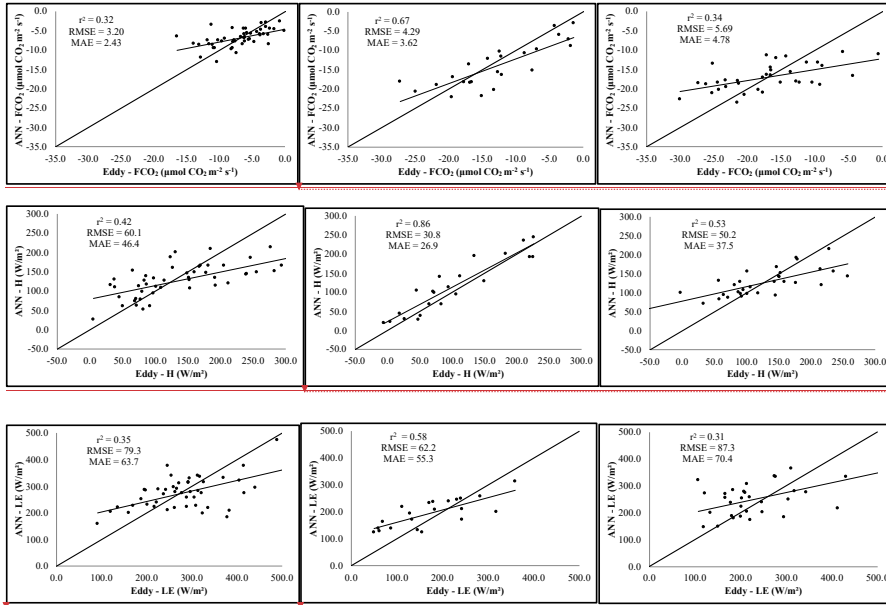 r² = 0.32
RMSE = 3.20
MAE = 2.43
ANN - FCO₂ (µmol CO₂ m⁻² s⁻¹)
0.0
-5.0
-10.0
-15.0
-20.0
-25.0
-30.0
-35.0
-35.0 -30.0 -25.0 -20.0 -15.0 -10.0 -5.0 0.0
Eddy - FCO₂ (µmol CO₂ m⁻² s⁻¹)
r² = 0.67
RMSE = 4.29
MAE = 3.62
ANN - FCO₂ (µmol CO₂ m⁻² s⁻¹)
0.0
-5.0
-10.0
-15.0
-20.0
-25.0
-30.0
-35.0
-35.0 -30.0 -25.0 -20.0 -15.0 -10.0 -5.0 0.0
Eddy - FCO₂ (µmol CO₂ m⁻² s⁻¹)
r² = 0.34
RMSE = 5.69
MAE = 4.78
ANN - FCO₂ (µmol CO₂ m⁻² s⁻¹)
0.0
-5.0
-10.0
-15.0
-20.0
-25.0
-30.0
-35.0
-35.0 -30.0 -25.0 -20.0 -15.0 -10.0 -5.0 0.0
Eddy - FCO₂ (µmol CO₂ m⁻² s⁻¹)
r² = 0.42
RMSE = 60.1
MAE = 46.4
ANN - H (W/m²)
300.0
250.0
200.0
150.0
100.0
50.0
0.0
-50.0
-50.0 0.0 50.0 100.0 150.0 200.0 250.0 300.0
Eddy - H (W/m²)
r² = 0.86
RMSE = 30.8
MAE = 26.9
ANN - H (W/m²)
300.0
250.0
200.0
150.0
100.0
50.0
0.0
-50.0
-50.0 0.0 50.0 100.0 150.0 200.0 250.0 300.0
Eddy - H (W/m²)
r² = 0.53
RMSE = 50.2
MAE = 37.5
ANN - H (W/m²)
300.0
250.0
200.0
150.0
100.0
50.0
0.0
-50.0
-50.0 0.0 50.0 100.0 150.0 200.0 250.0 300.0
Eddy - H (W/m²)
r² = 0.35
RMSE = 79.3
MAE = 63.7
ANN - LE (W/m²)
500.0
400.0
300.0
200.0
100.0
0.0
0.0 100.0 200.0 300.0 400.0 500.0
Eddy - LE (W/m²)
r² = 0.58
RMSE = 62.2
MAE = 55.3
ANN - LE (W/m²)
500.0
400.0
300.0
200.0
100.0
0.0
0.0 100.0 200.0 300.0 400.0 500.0
Eddy - LE (W/m²)
r² = 0.31
RMSE = 87.3
MAE = 70.4
ANN - LE (W/m²)
500.0
400.0
300.0
200.0
100.0
0.0
0.0 100.0 200.0 300.0 400.0 500.0
Eddy - LE (W/m²)